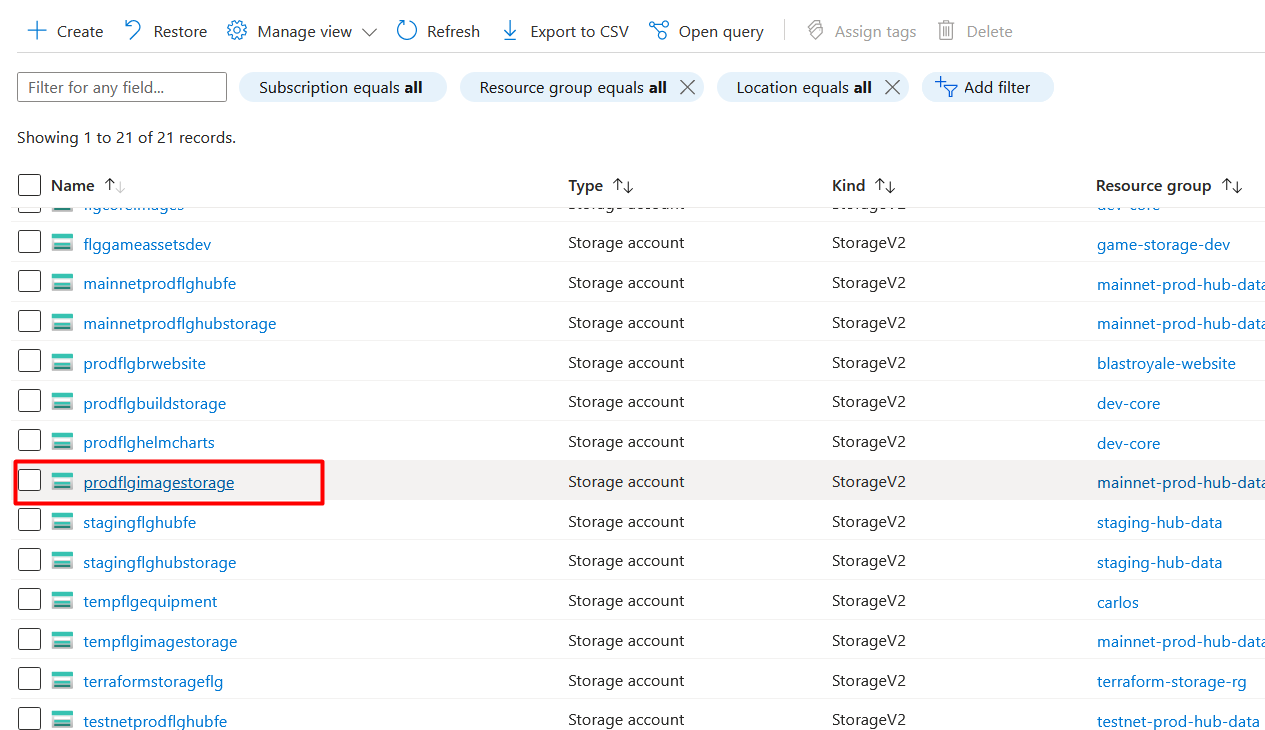 Create Restore Manage view Refresh Export to CSV Open query Assign tags Delete
Filter for any field... Subscription equals all Resource group equals all Location equals all Add filter
Showing 1 to 21 of 21 records.
Name Type Kind Resource group
flgcoreimages Storage account StorageV2 dev-core
flggameassetsdev Storage account StorageV2 game-storage-dev
mainnetprodflghubfe Storage account StorageV2 mainnet-prod-hub-data
mainnetprodflghubstorage Storage account StorageV2 mainnet-prod-hub-data
prodflgbrwebsite Storage account StorageV2 blastroyale-website
prodflgbuildstorage Storage account StorageV2 dev-core
prodflghelmcharts Storage account StorageV2 dev-core
prodflgimagestorage Storage account StorageV2 mainnet-prod-hub-data
stagingflghubfe Storage account StorageV2 staging-hub-data
stagingflghubstorage Storage account StorageV2 staging-hub-data
tempflgequipment Storage account StorageV2 carlos
tempflgimagestorage Storage account StorageV2 mainnet-prod-hub-data
terraformstorageflg Storage account StorageV2 terraform-storage-rg
testnetprodflghubfe Storage account StorageV2 testnet-prod-hub-data